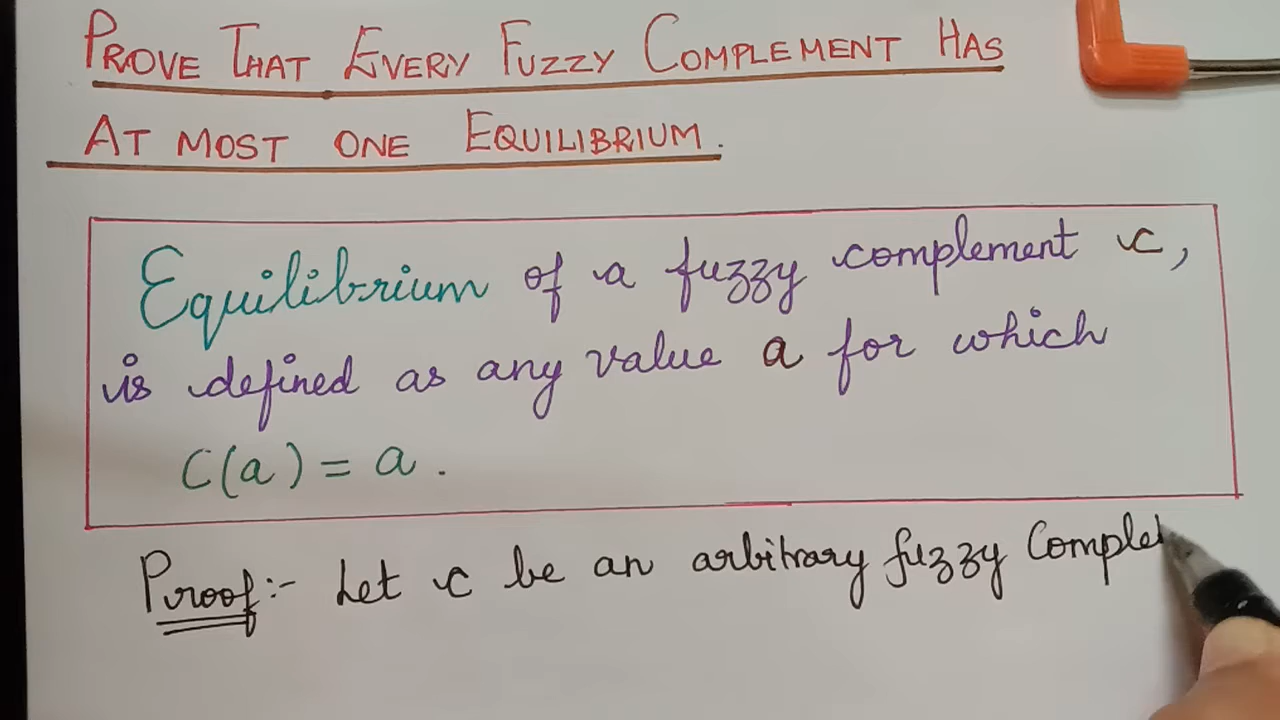 PROVE THAT EVERY FUZZY COMPLEMENT HAS
AT MOST ONE EQUILIBRIUM.
Equilibrium of a fuzzy complement c,
is defined as any value a for which
C(a) = a.
Proof:- Let c be an arbitrary fuzzy Comple